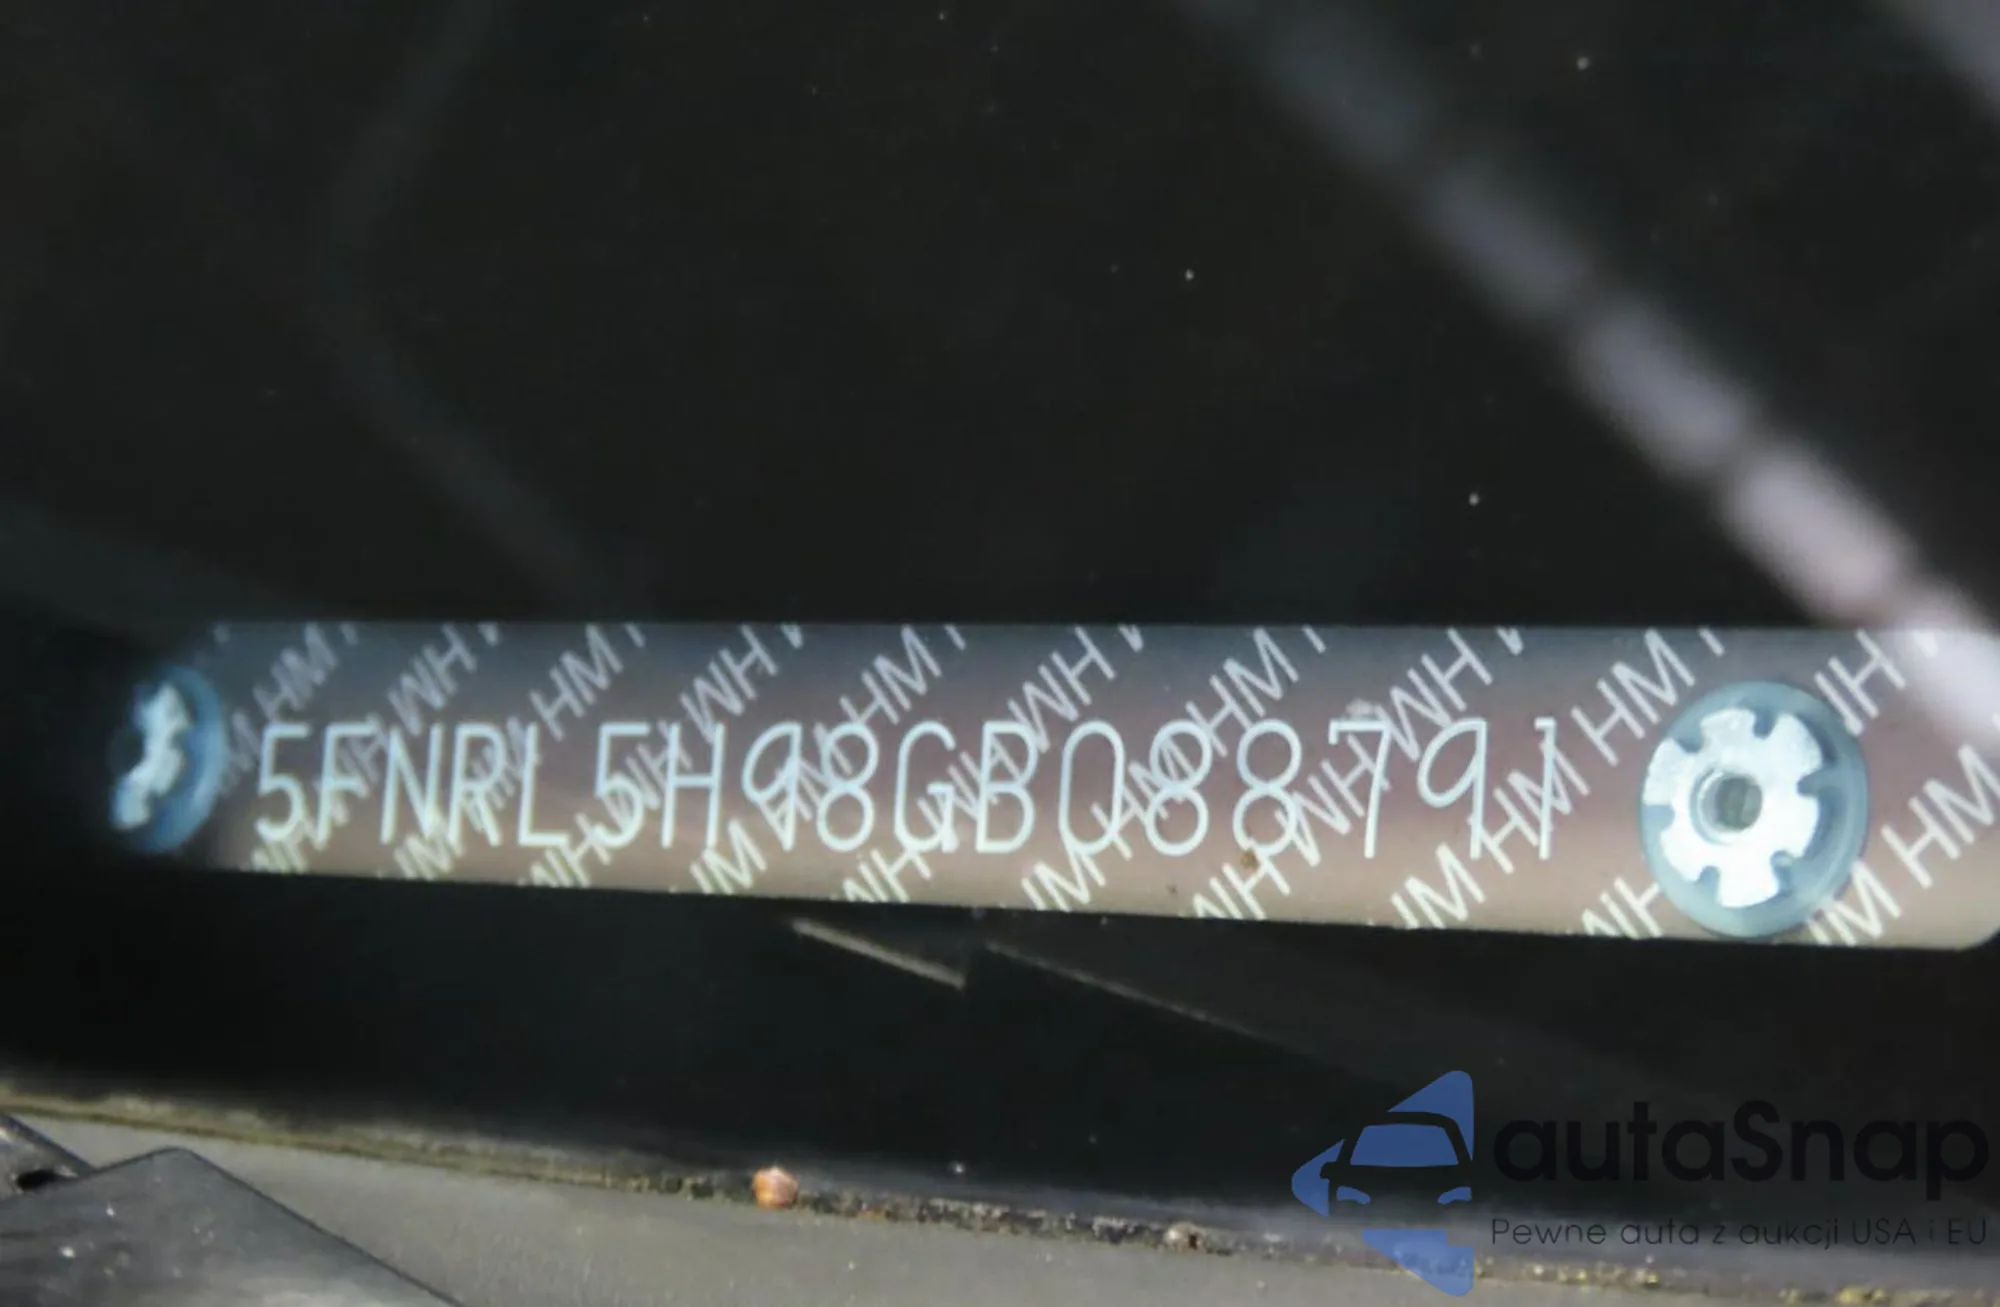 5FNRL5H98GB088791
autaSnap
Pewne auta z aukcji USA i EU